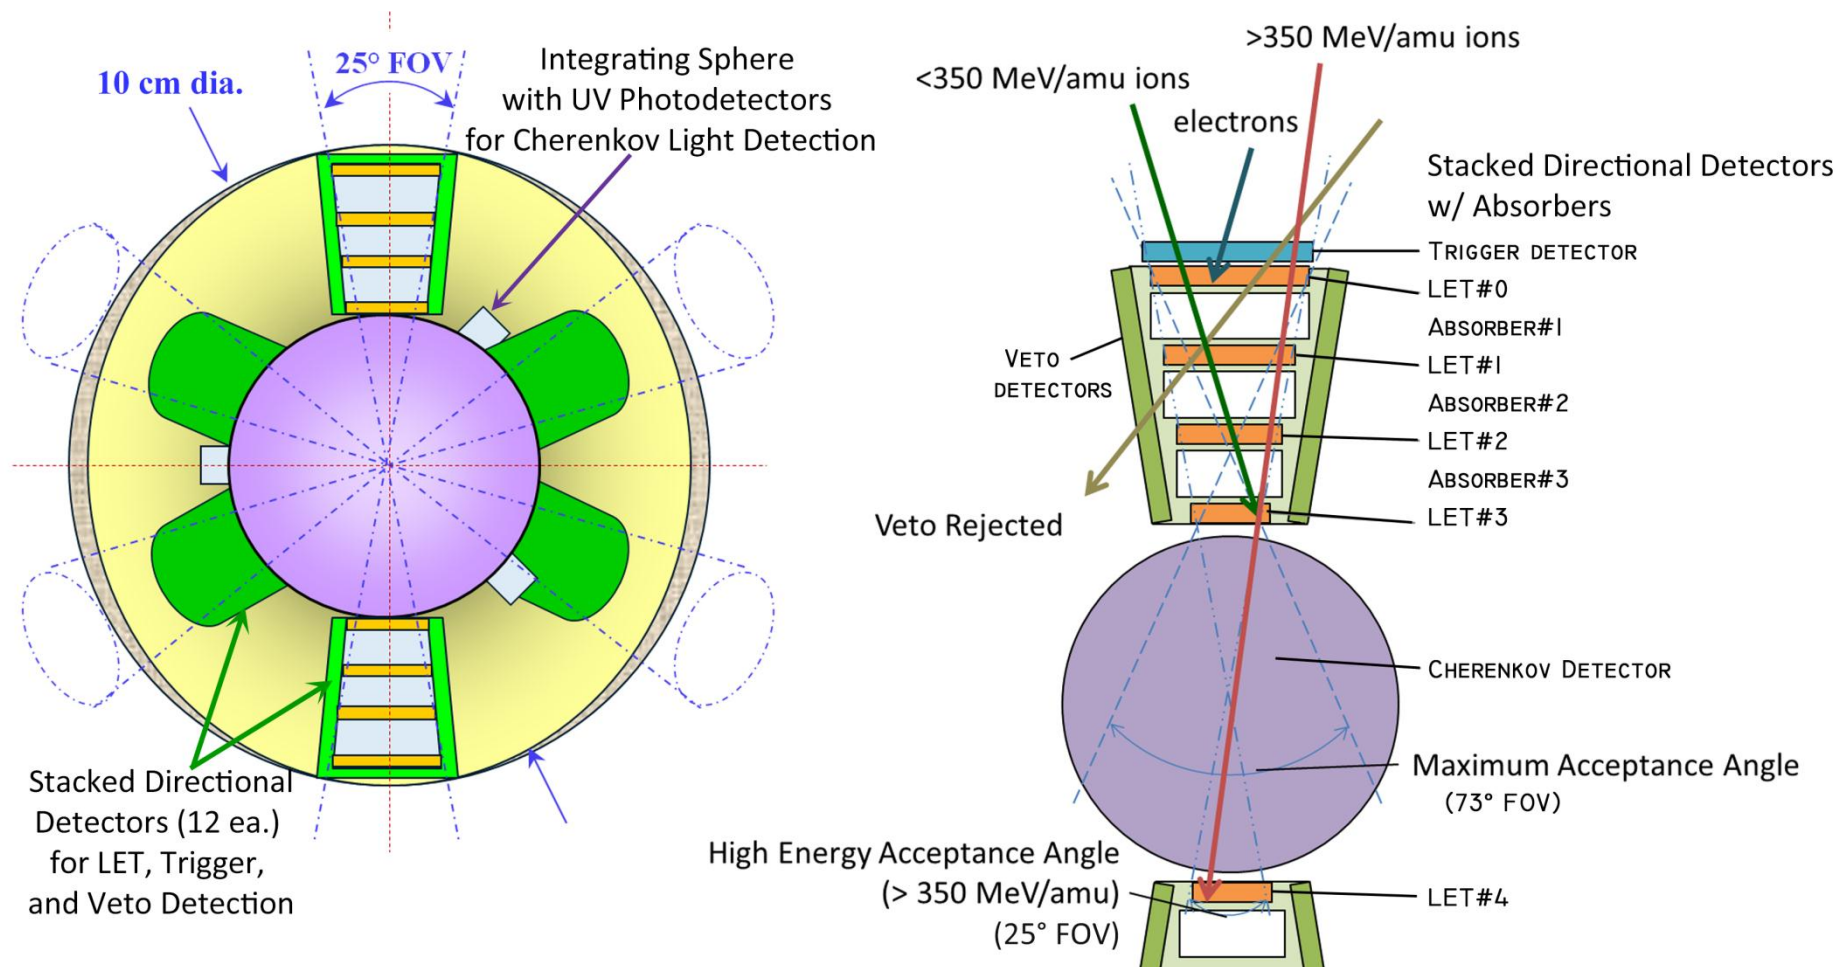 10 cm dia.
25° FOV
Integrating Sphere
with UV Photodetectors
for Cherenkov Light Detection
Stacked Directional
Detectors (12 ea.)
for LET, Trigger,
and Veto Detection
>350 MeV/amu ions
<350 MeV/amu ions
electrons
Stacked Directional Detectors
w/ Absorbers
TRIGGER DETECTOR
LET#0
ABSORBER#1
LET#1
ABSORBER#2
LET#2
ABSORBER#3
LET#3
VETO
DETECTORS
Veto Rejected
CHERENKOV DETECTOR
Maximum Acceptance Angle
(73° FOV)
High Energy Acceptance Angle
(> 350 MeV/amu)
(25° FOV)
LET#4